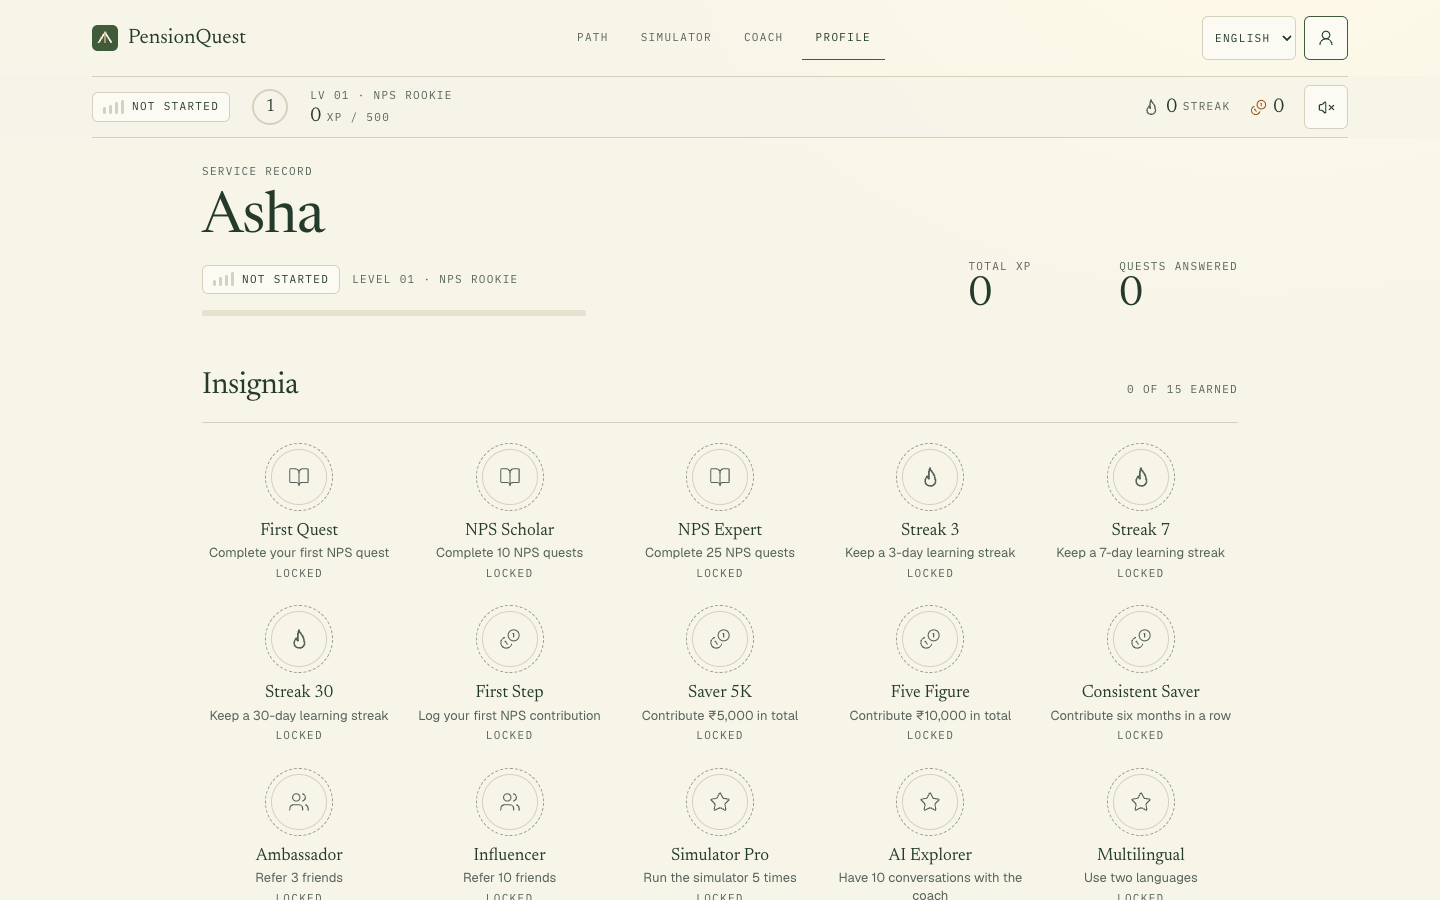 PensionQuest
PATH
SIMULATOR
COACH
PROFILE
ENGLISH
NOT STARTED
1
LV 01 · NPS ROOKIE
0 XP / 500
0 STREAK
0
SERVICE RECORD
Asha
NOT STARTED
LEVEL 01 · NPS ROOKIE
TOTAL XP
0
QUESTS ANSWERED
0
Insignia
0 OF 15 EARNED
First Quest
Complete your first NPS quest
LOCKED
NPS Scholar
Complete 10 NPS quests
LOCKED
NPS Expert
Complete 25 NPS quests
LOCKED
Streak 3
Keep a 3-day learning streak
LOCKED
Streak 7
Keep a 7-day learning streak
LOCKED
Streak 30
Keep a 30-day learning streak
LOCKED
First Step
Log your first NPS contribution
LOCKED
Saver 5K
Contribute ₹5,000 in total
LOCKED
Five Figure
Contribute ₹10,000 in total
LOCKED
Consistent Saver
Contribute six months in a row
LOCKED
Ambassador
Refer 3 friends
LOCKED
Influencer
Refer 10 friends
LOCKED
Simulator Pro
Run the simulator 5 times
LOCKED
AI Explorer
Have 10 conversations with the
coach
Multilingual
Use two languages
LOCKED